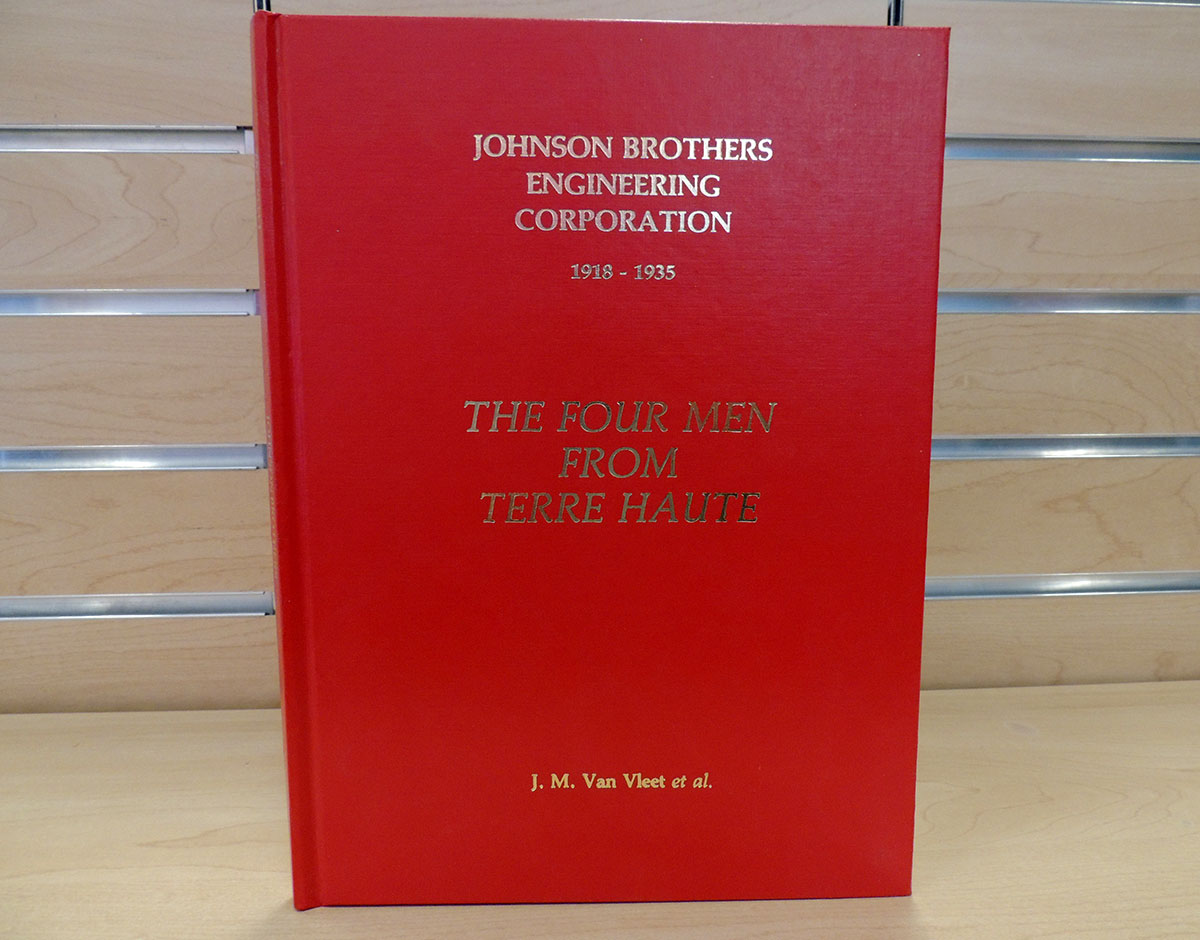 JOHNSON BROTHERS
ENGINEERING
CORPORATION
1918 - 1935
THE FOUR MEN
FROM
TERRE HAUTE
J. M. Van Vleet et al.